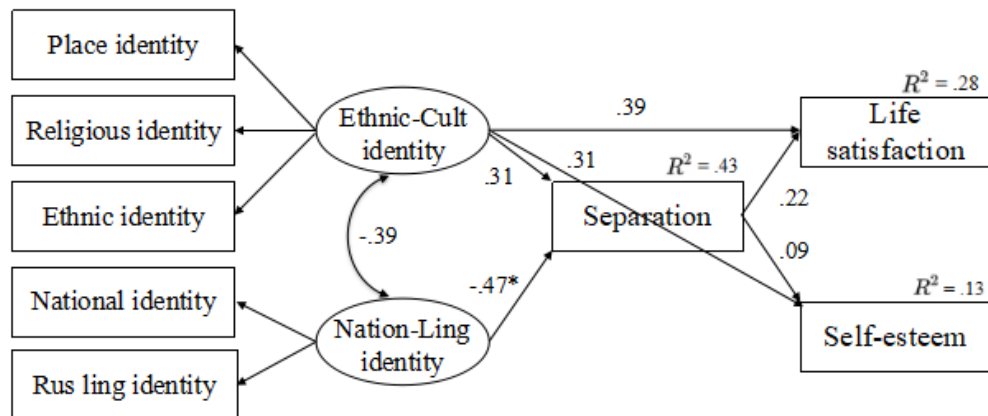 Place identity
Religious identity
Ethnic identity
National identity
Rus ling identity
Ethnic-Cult
identity
-.39
Nation-Ling
identity
.39
.31
.31
-.47*
R² = .43
Separation
.22
.09
R² = .28
Life
satisfaction
R² = .13
Self-esteem